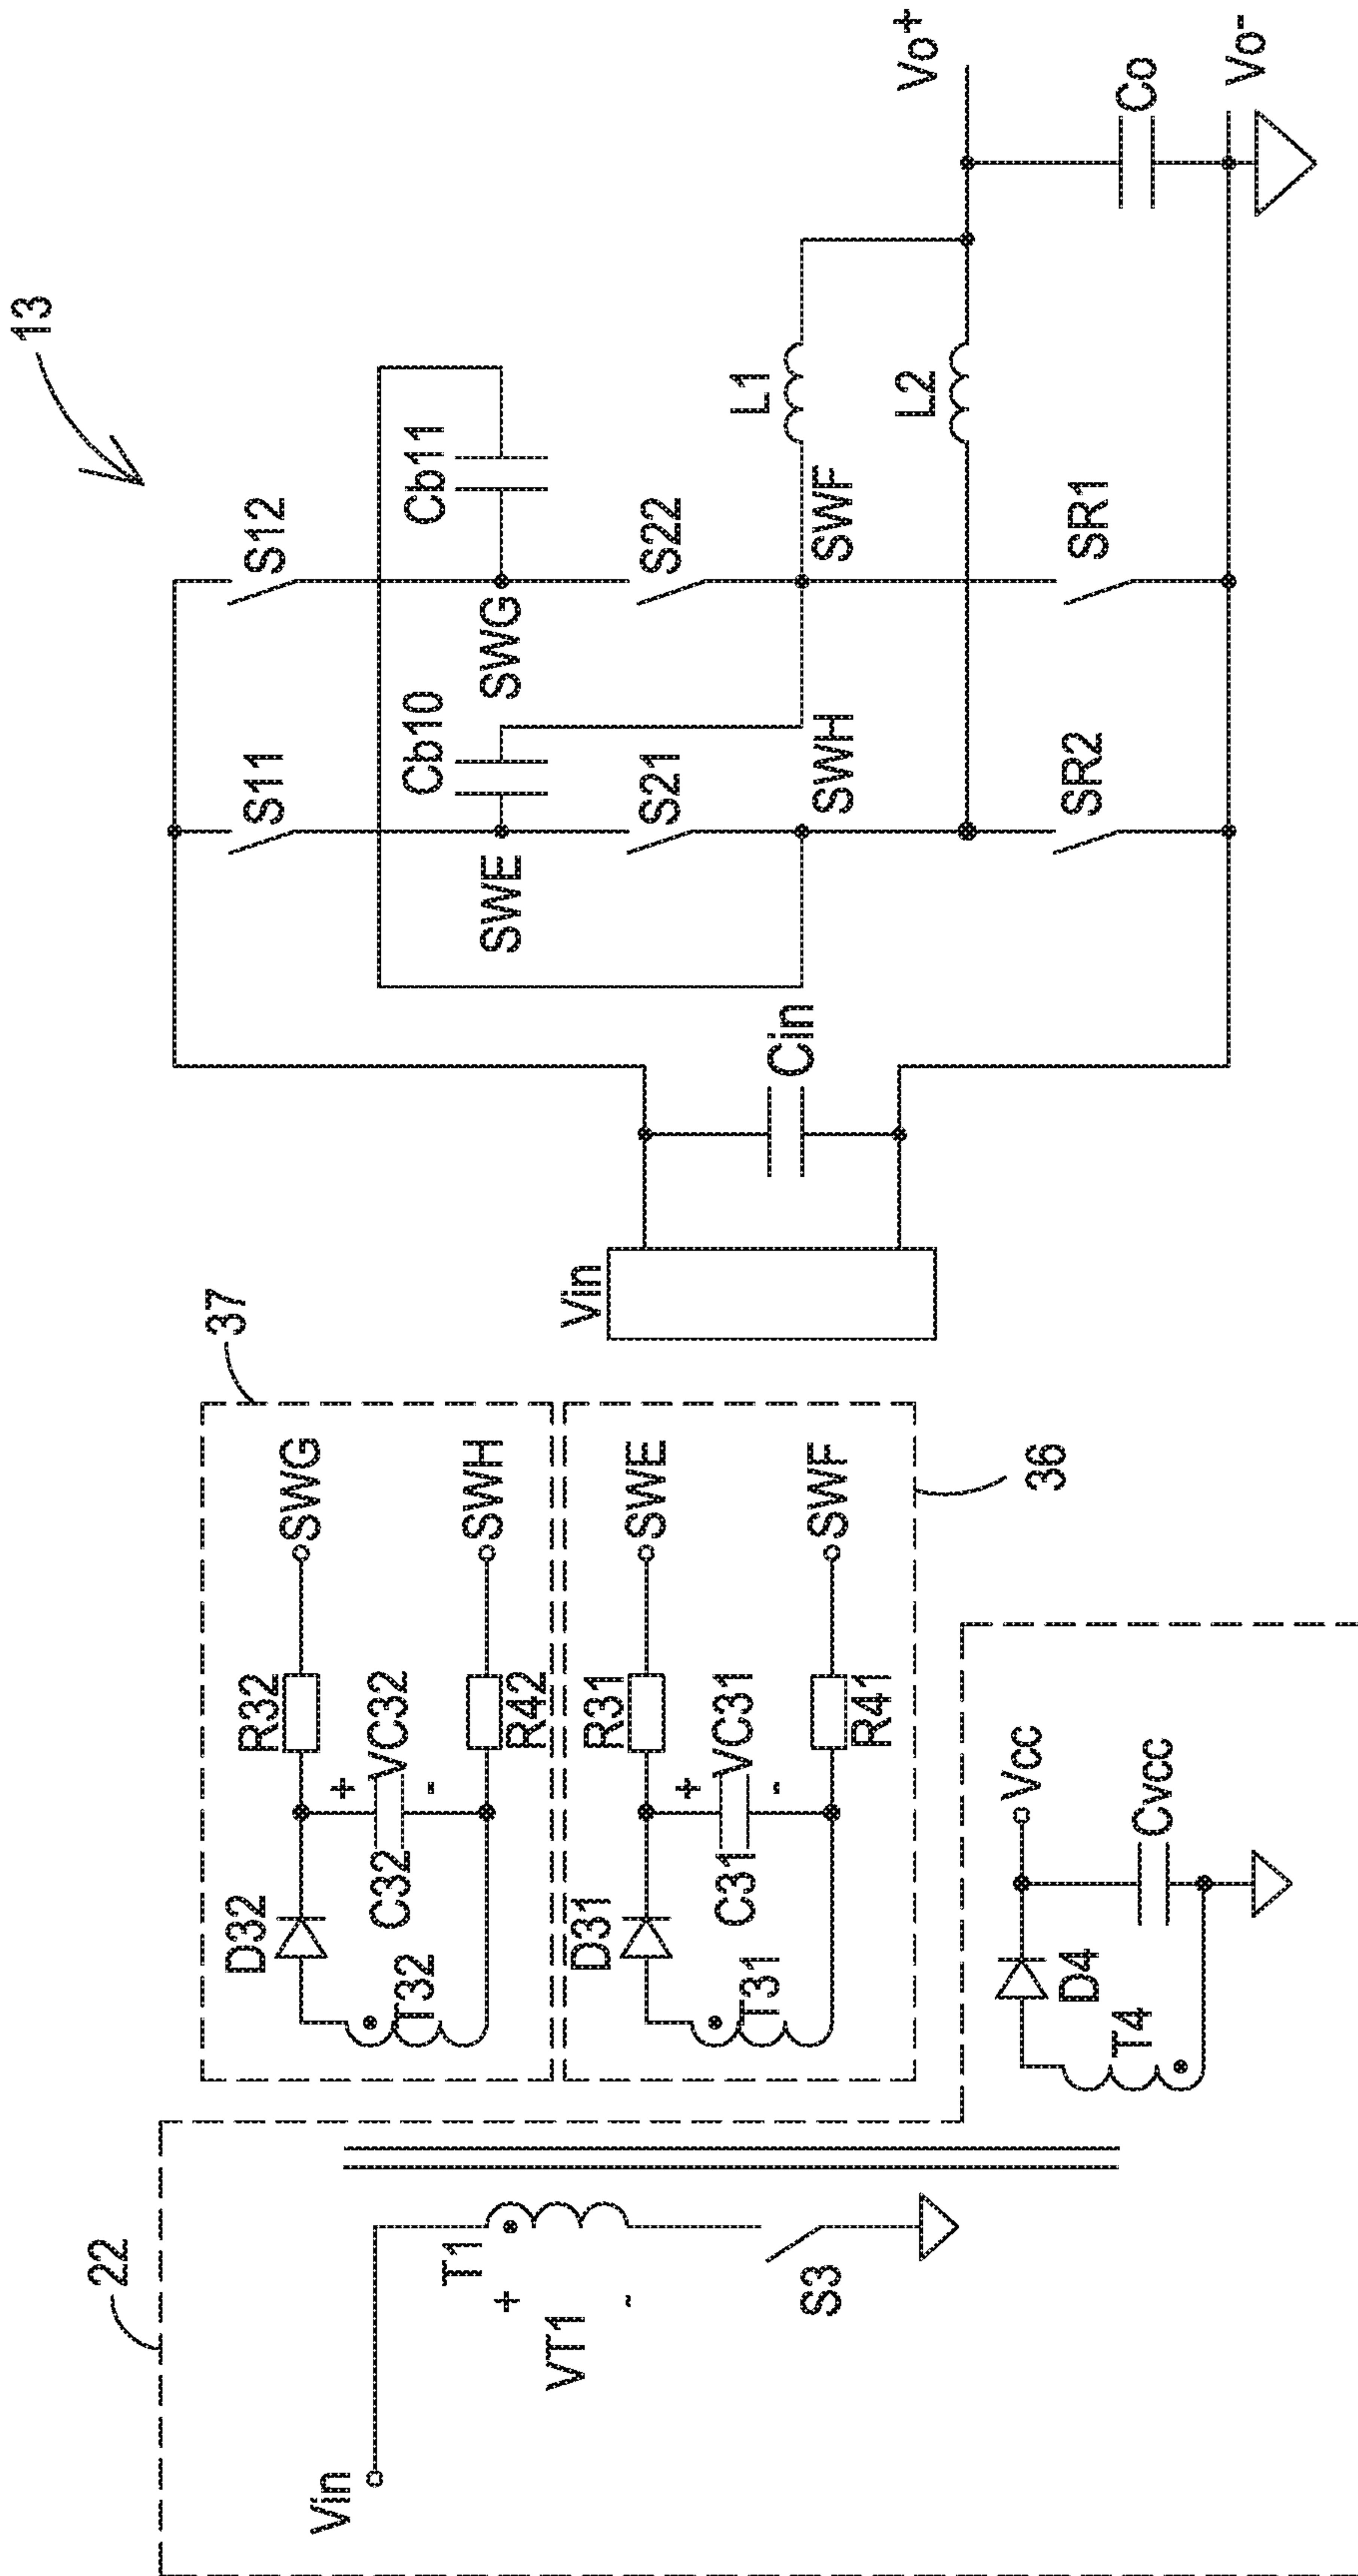 13
S11
S12
Cb10
Cb11
SWE
SWG
S21
S22
L1
SWH
SWF
L2
Vo+
SR2
SR1
Co
Vo-
Vin
Cin
37
D32
R32
SWG
+
C32
VC32
-
T32
R42
SWH
D31
R31
SWE
+
C31
VC31
-
T31
R41
SWF
36
22
Vin
T1
+
VT1
-
S3
Vcc
D4
T4
Cvcc